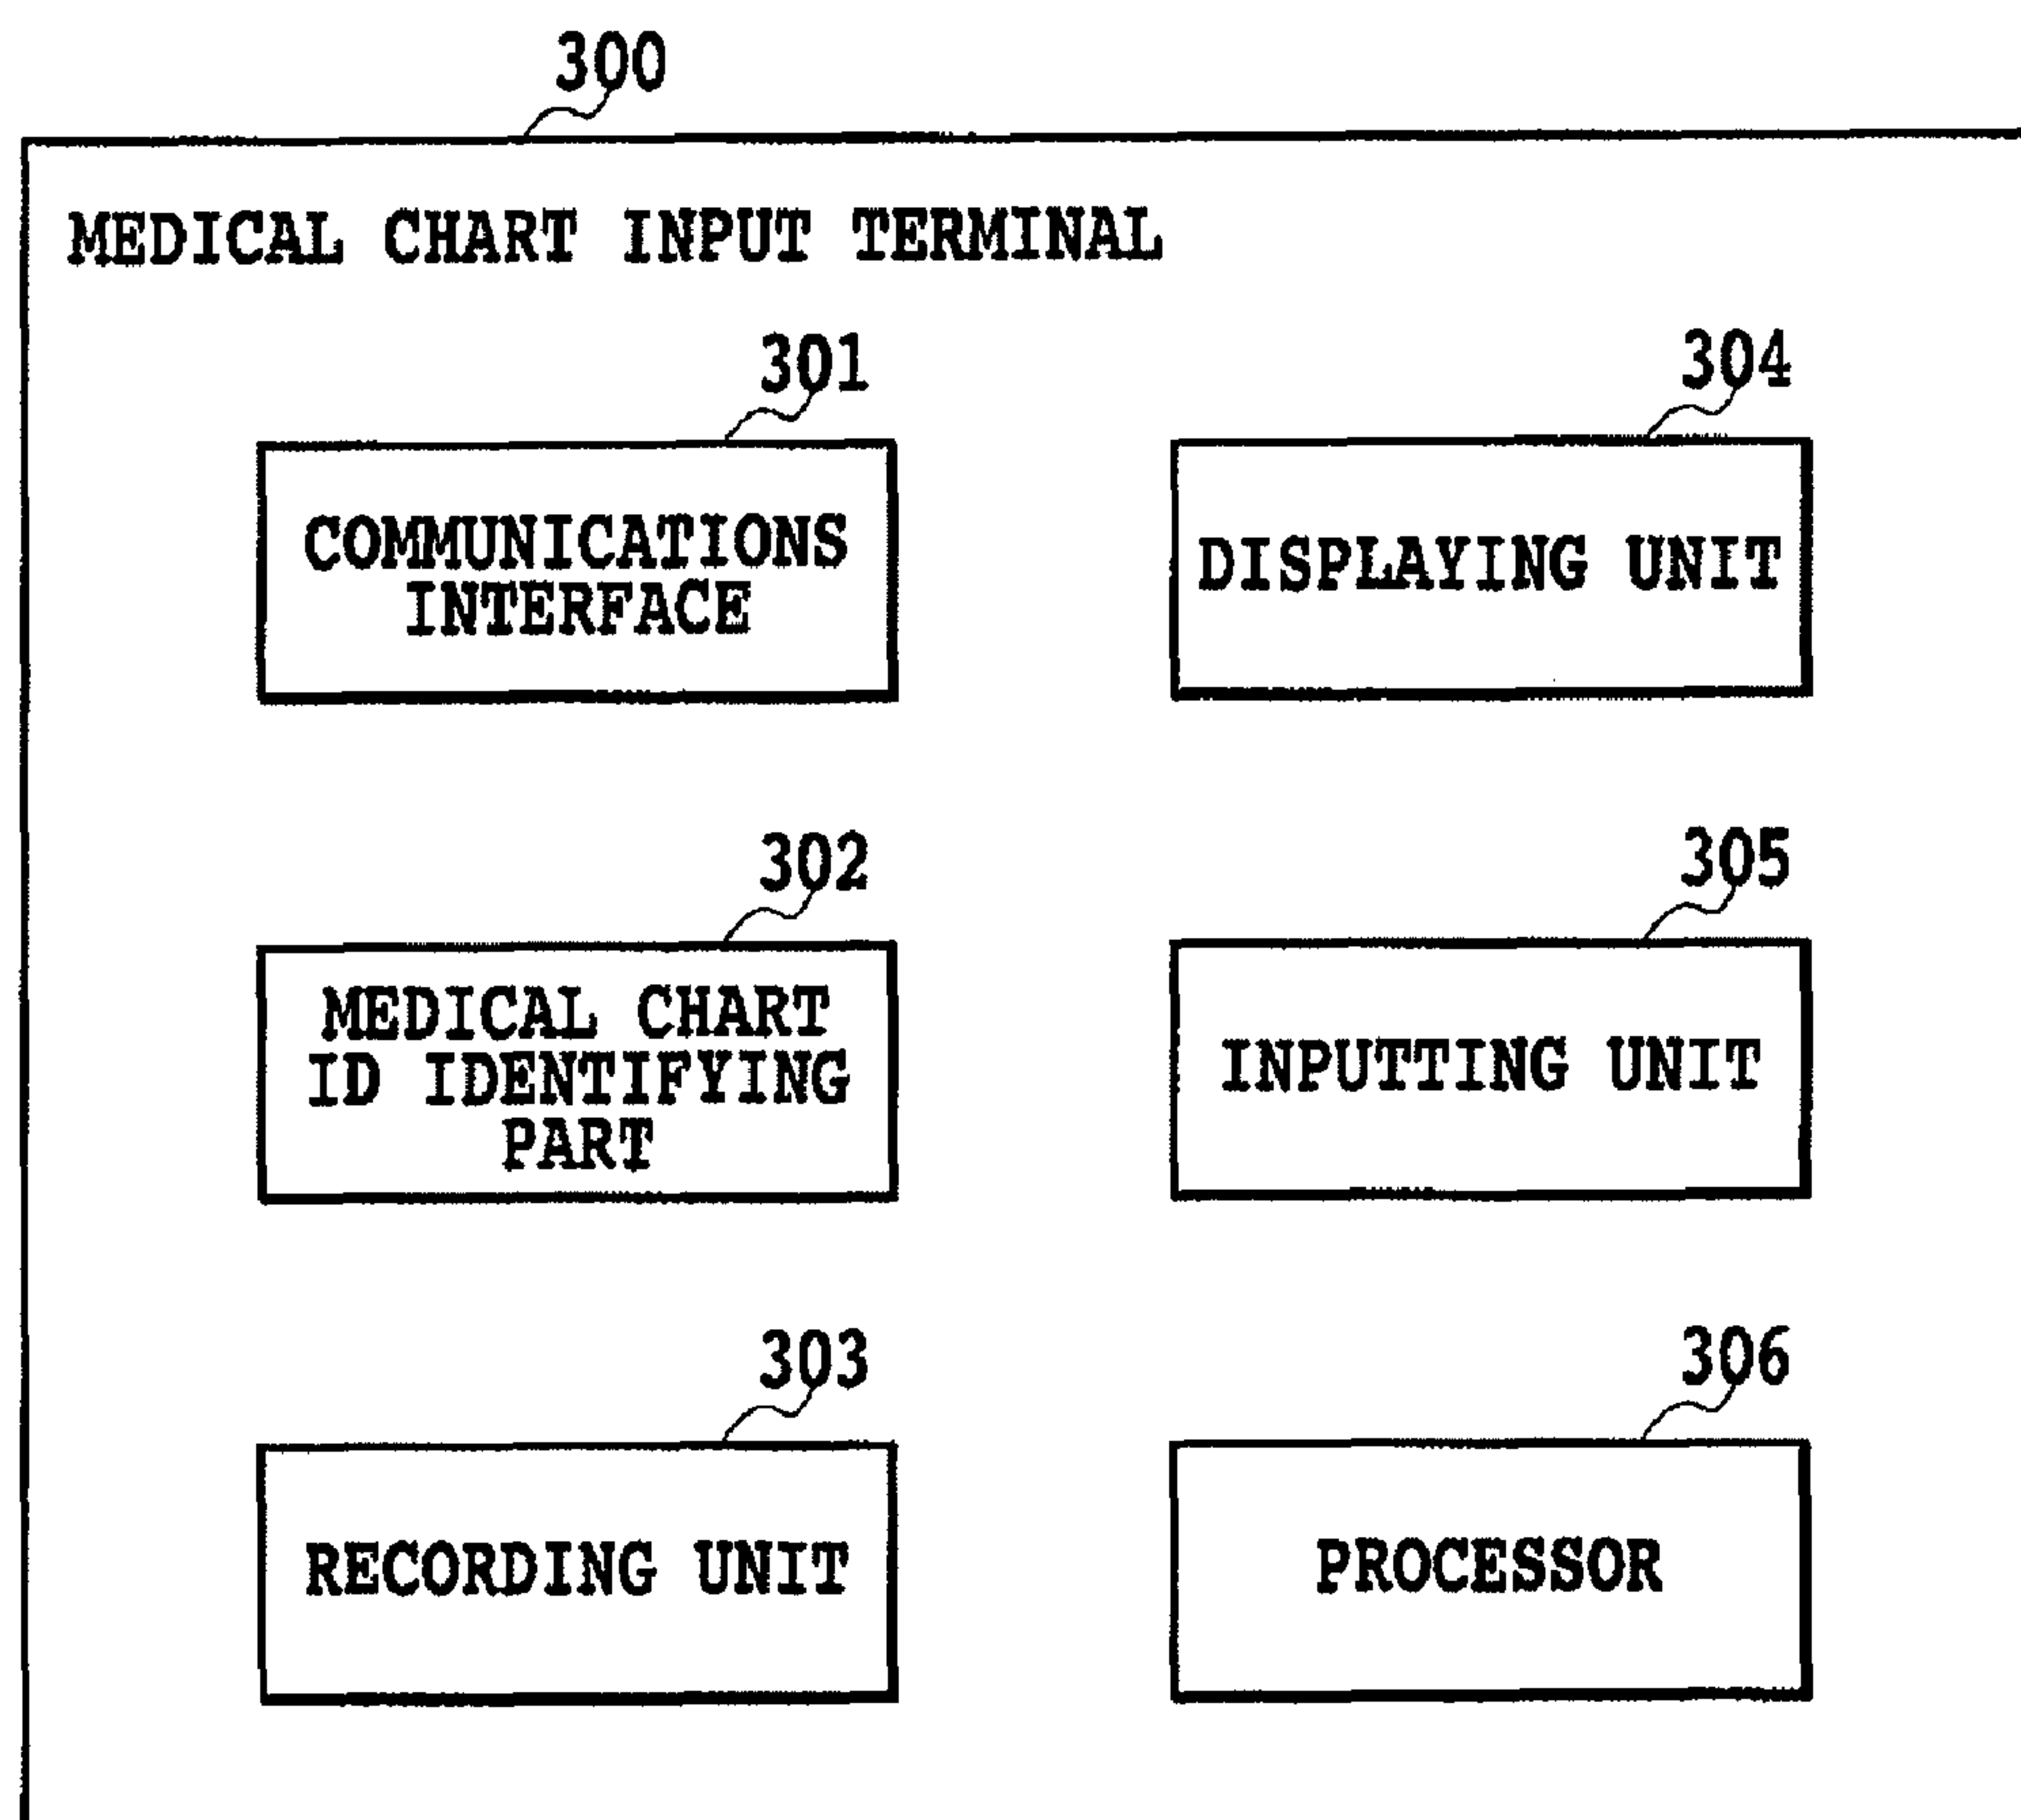 300
MEDICAL CHART INPUT TERMINAL
301
COMMUNICATIONS
INTERFACE
304
DISPLAYING UNIT
302
MEDICAL CHART
ID IDENTIFYING
PART
305
INPUTTING UNIT
303
RECORDING UNIT
306
PROCESSOR